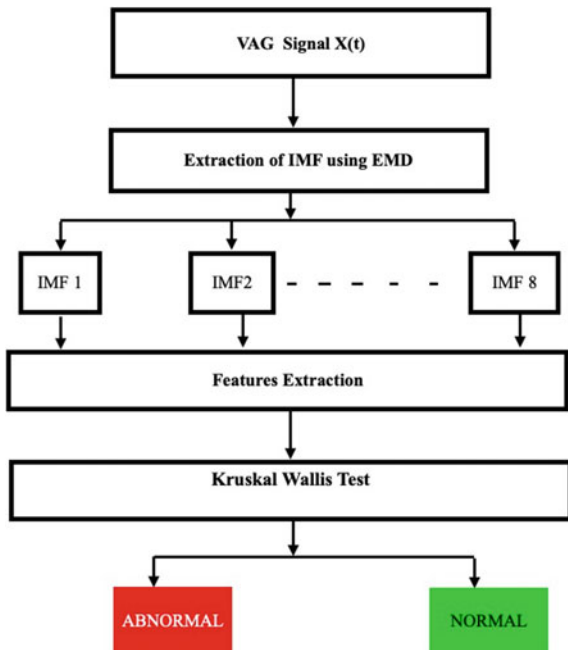 VAG Signal X(t)
Extraction of IMF using EMD
IMF 1
IMF2
IMF 8
Features Extraction
Kruskal Wallis Test
ABNORMAL
NORMAL